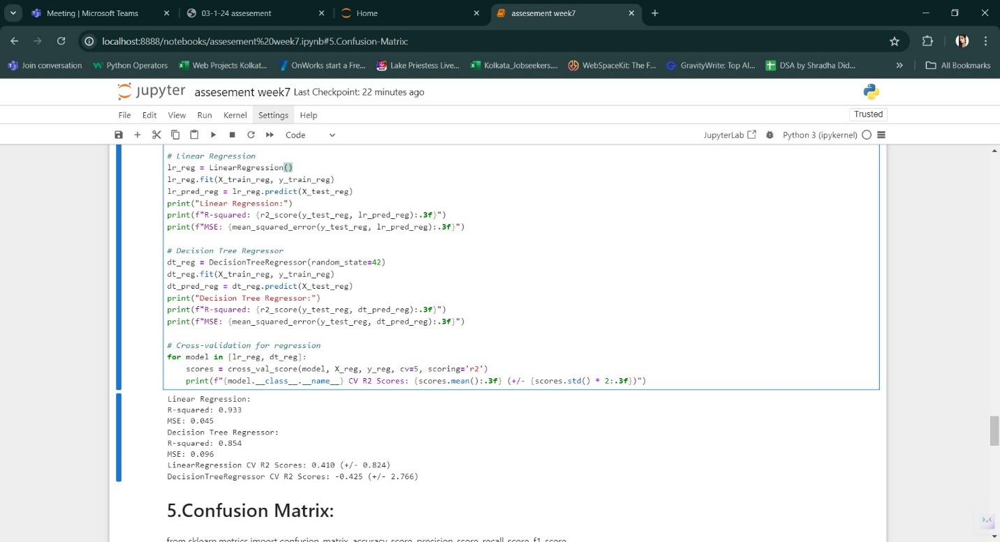 Meeting | Microsoft Teams
03-1-24 assesement
Home
assesement week7
localhost:8888/notebooks/assesement%20week7.ipynb#5.Confusion-Matrix:
Join conversation
Python Operators
Web Projects Kolkat...
OnWorks start a Fre...
Lake Priestess Live...
Kolkata_Jobseekers....
WebSpaceKit: The F...
GravityWrite: Top AI...
DSA by Shradha Did...
All Bookmarks
jupyter assesement week7 Last Checkpoint: 22 minutes ago
File Edit View Run Kernel Settings Help
Trusted
Code
JupyterLab
Python 3 (ipykernel)
# Linear Regression
lr_reg = LinearRegression()
lr_reg.fit(X_train_reg, y_train_reg)
lr_pred_reg = lr_reg.predict(X_test_reg)
print("Linear Regression:")
print(f"R-squared: {r2_score(y_test_reg, lr_pred_reg):.3f}")
print(f"MSE: {mean_squared_error(y_test_reg, lr_pred_reg):.3f}")
# Decision Tree Regressor
dt_reg = DecisionTreeRegressor(random_state=42)
dt_reg.fit(X_train_reg, y_train_reg)
dt_pred_reg = dt_reg.predict(X_test_reg)
print("Decision Tree Regressor:")
print(f"R-squared: {r2_score(y_test_reg, dt_pred_reg):.3f}")
print(f"MSE: {mean_squared_error(y_test_reg, dt_pred_reg):.3f}")
# Cross-validation for regression
for model in [lr_reg, dt_reg]:
    scores = cross_val_score(model, X_reg, y_reg, cv=5, scoring='r2')
    print(f"{model.__class__.__name__} CV R2 Scores: {scores.mean():.3f} (+/- {scores.std() * 2:.3f})")
Linear Regression:
R-squared: 0.933
MSE: 0.045
Decision Tree Regressor:
R-squared: 0.854
MSE: 0.096
LinearRegression CV R2 Scores: 0.410 (+/- 0.824)
DecisionTreeRegressor CV R2 Scores: -0.425 (+/- 2.766)
5.Confusion Matrix:
from sklearn.metrics import confusion_matrix, accuracy_score, precision_score, recall_score, f1_score